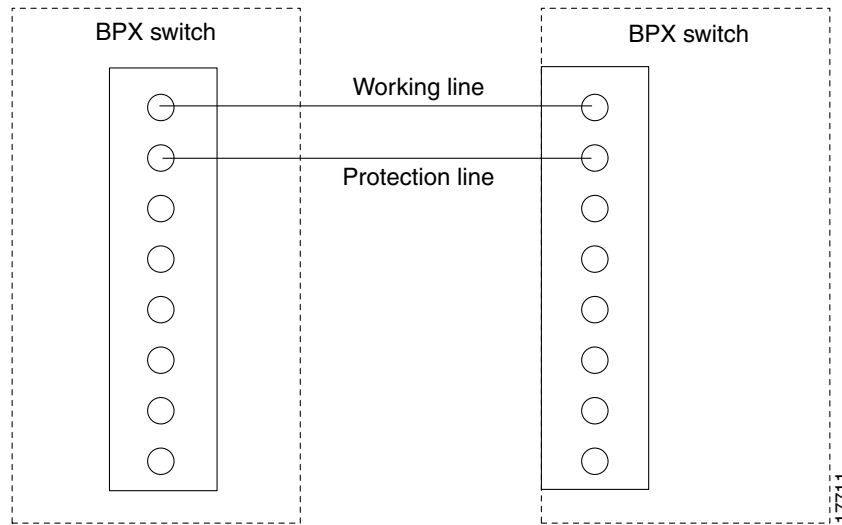 BPX switch
BPX switch
Working line
Protection line
17711